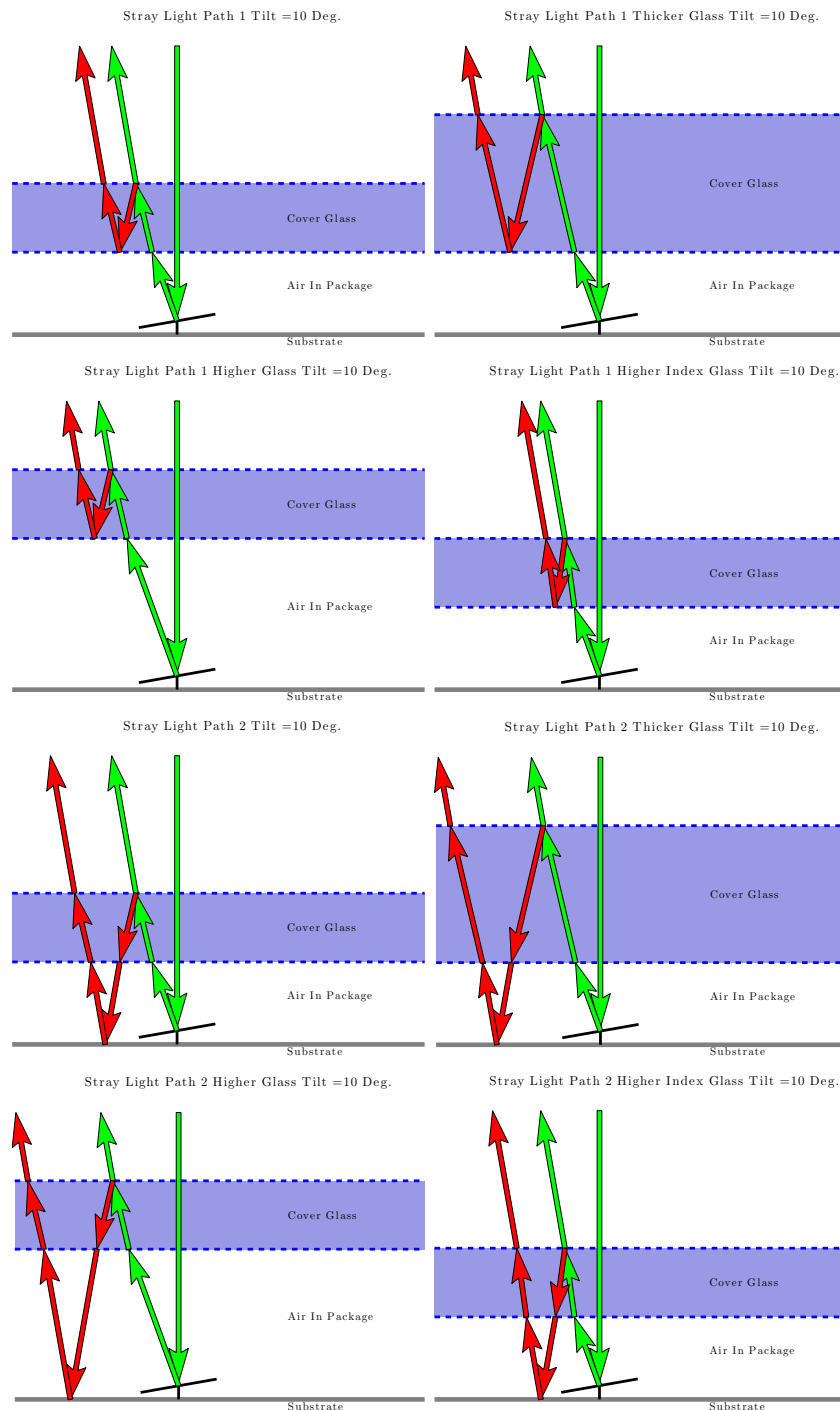 Stray Light Path 1 Tilt =10 Deg.
Cover Glass
Air In Package
Substrate
Stray Light Path 1 Thicker Glass Tilt =10 Deg.
Cover Glass
Air In Package
Substrate
Stray Light Path 1 Higher Glass Tilt =10 Deg.
Cover Glass
Air In Package
Substrate
Stray Light Path 1 Higher Index Glass Tilt =10 Deg.
Cover Glass
Air In Package
Substrate
Stray Light Path 2 Tilt =10 Deg.
Cover Glass
Air In Package
Substrate
Stray Light Path 2 Thicker Glass Tilt =10 Deg.
Cover Glass
Air In Package
Substrate
Stray Light Path 2 Higher Glass Tilt =10 Deg.
Cover Glass
Air In Package
Substrate
Stray Light Path 2 Higher Index Glass Tilt =10 Deg.
Cover Glass
Air In Package
Substrate